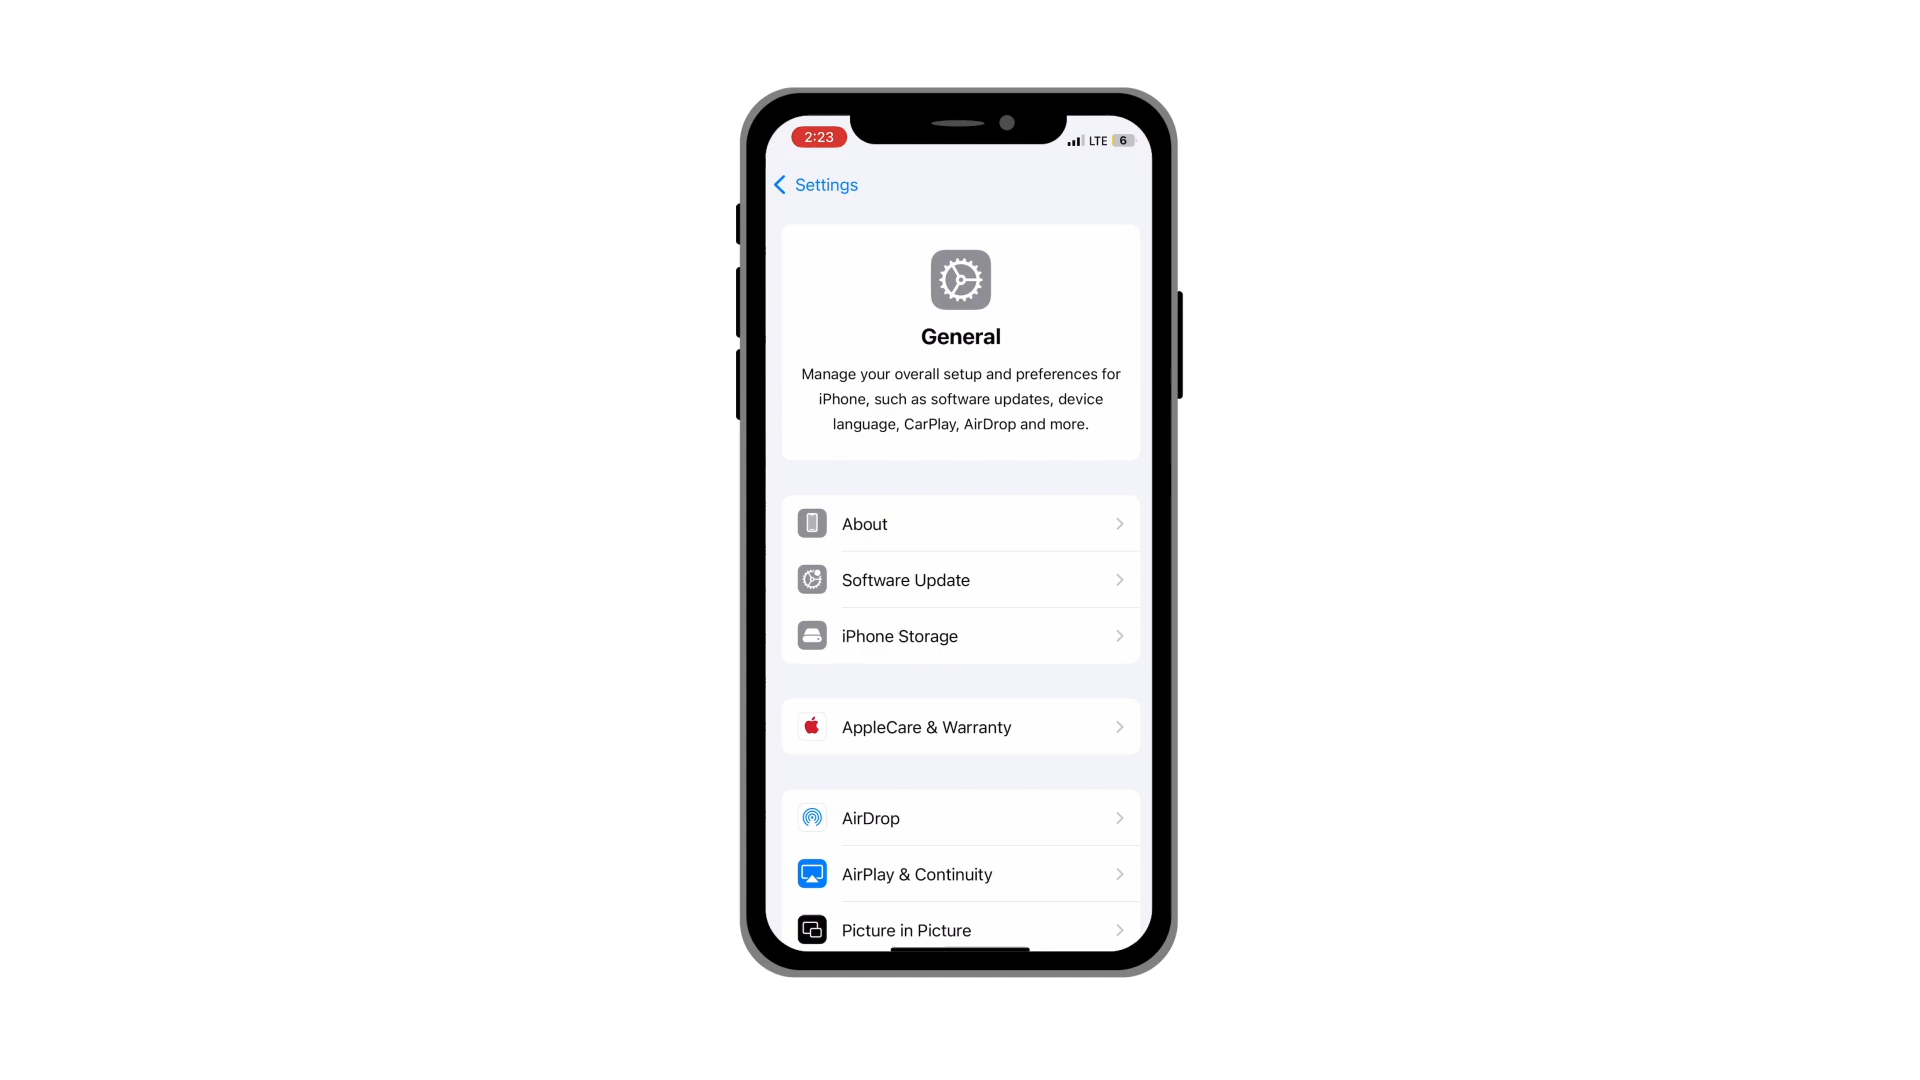 2:23
LTE 6
Settings
General
Manage your overall setup and preferences for
iPhone, such as software updates, device
language, CarPlay, AirDrop and more.
About
Software Update
iPhone Storage
AppleCare & Warranty
AirDrop
AirPlay & Continuity
Picture in Picture